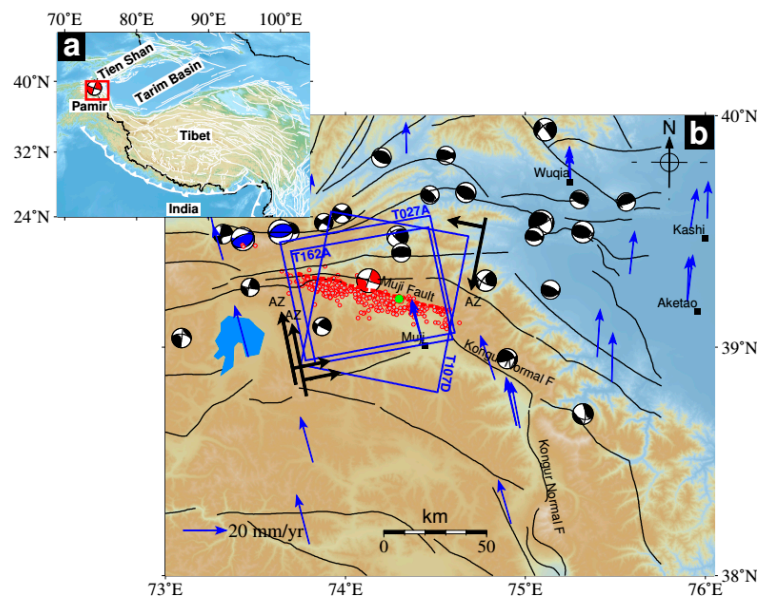 70˚E 80˚E 90˚E 100˚E
a
Tien Shan
Tarim Basin
Pamir
Tibet
India
40˚N
32˚N
24˚N
b
40˚N
N
Wuqia
T027A
T162A
Kashi
Muji Fault
AZ
AZ
AZ
Aketao
Muji
39˚N
Kongur Normal F
T107D
Kongur Normal F
20 mm/yr
km
0 50
38˚N
73˚E 74˚E 75˚E 76˚E